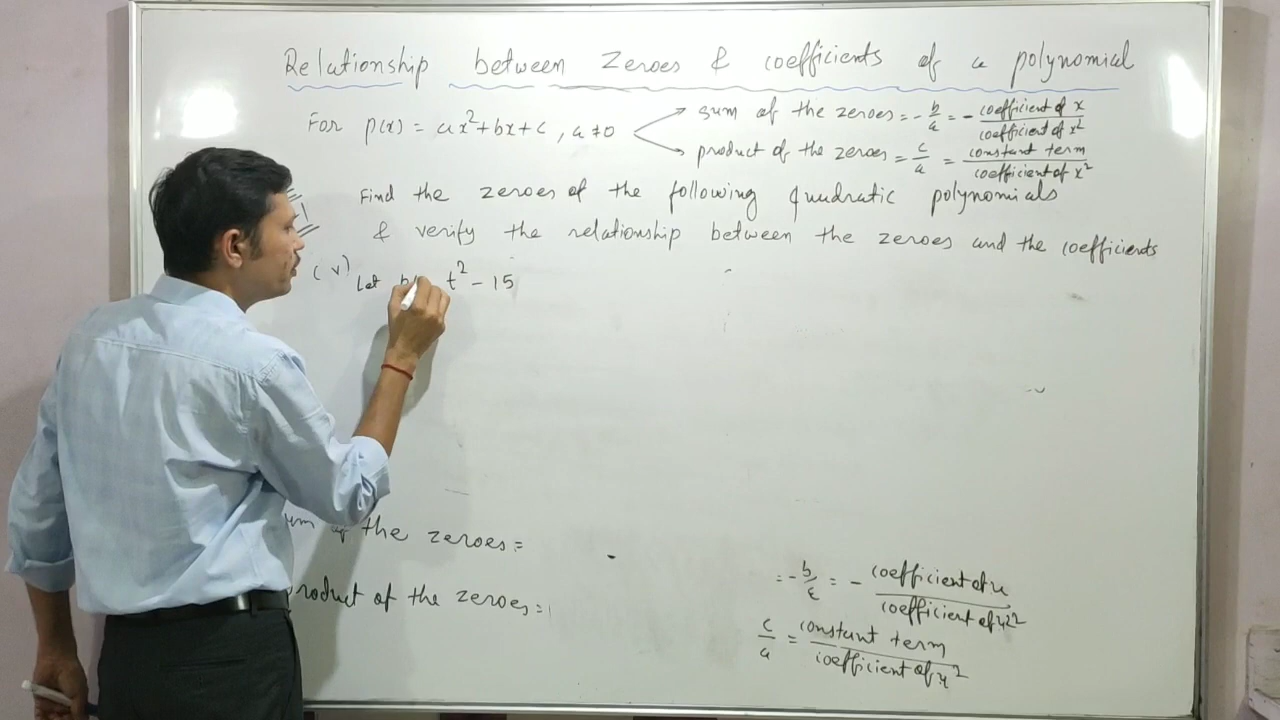 Relationship between Zeroes & coefficients of a polynomial
For p(x) = ax²+bx+c, a≠0
sum of the zeroes = -b/a = - coefficient of x / coefficient of x²
product of the zeroes = c/a = constant term / coefficient of x²
Find the zeroes of the following quadratic polynomials
& verify the relationship between the zeroes and the coefficients
(v) Let t² - 15
of the zeroes =
product of the zeroes =
= -b/a = - coefficient of x / coefficient of x²
c/a = constant term / coefficient of x²